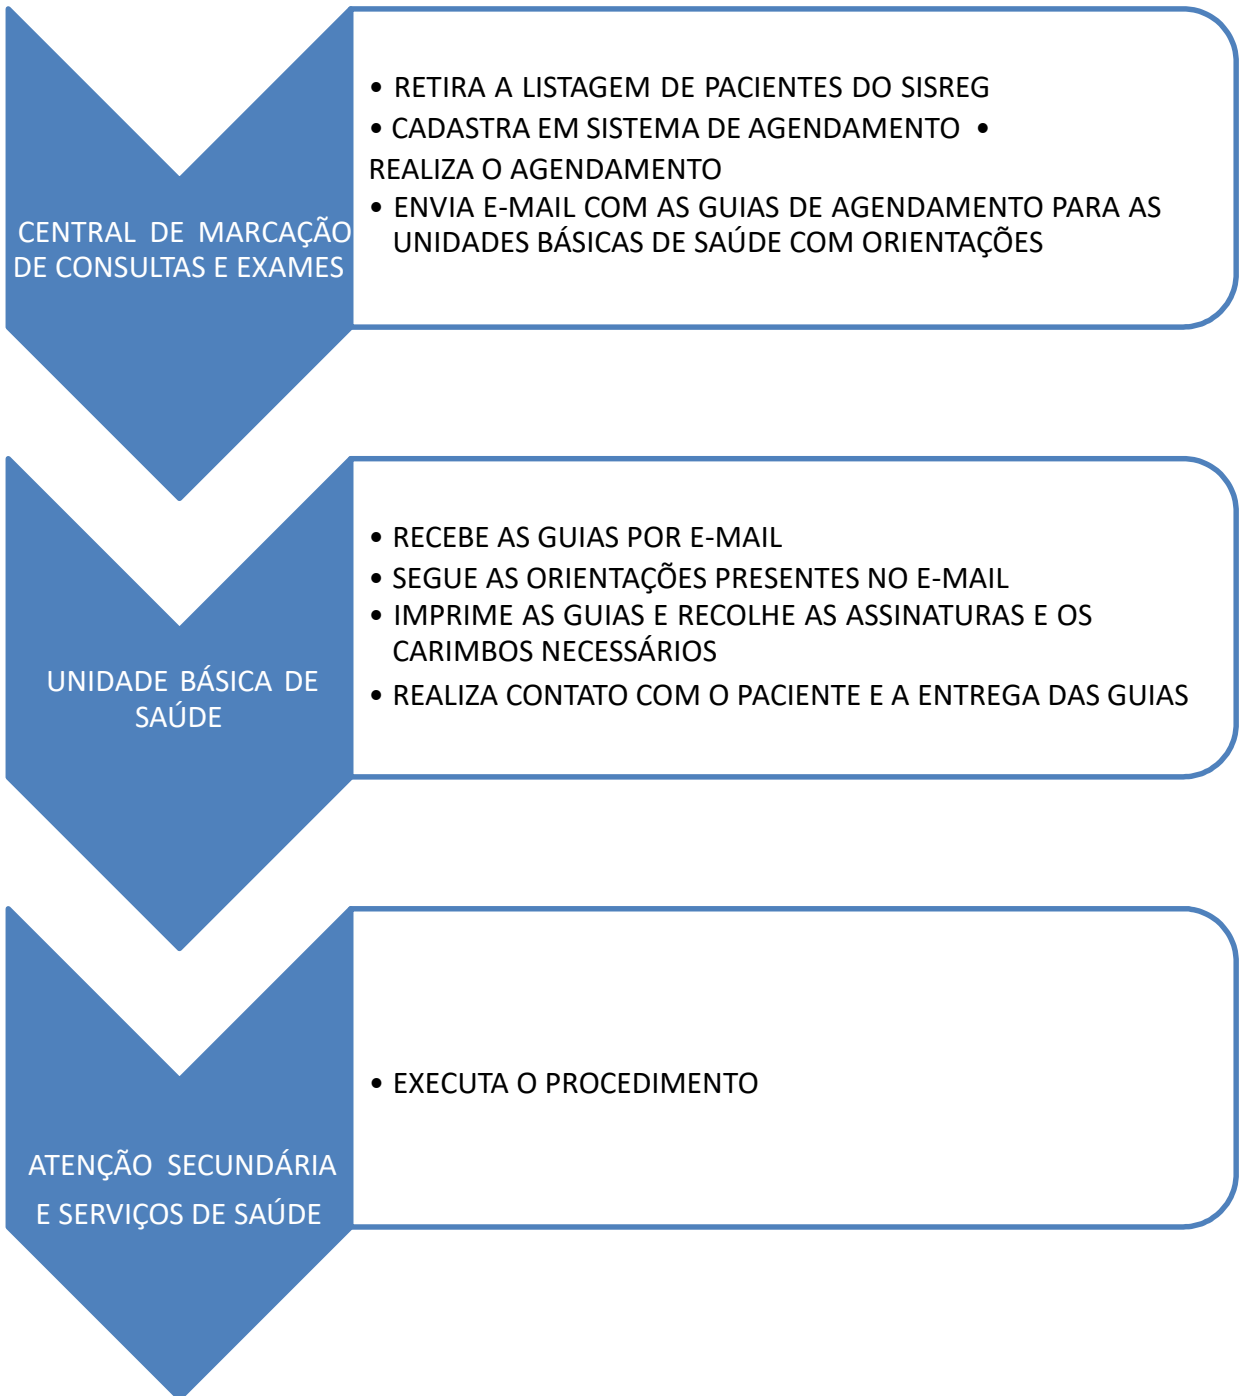 CENTRAL DE MARCAÇÃO
DE CONSULTAS E EXAMES
• RETIRA A LISTAGEM DE PACIENTES DO SISREG
• CADASTRA EM SISTEMA DE AGENDAMENTO •
REALIZA O AGENDAMENTO
• ENVIA E-MAIL COM AS GUIAS DE AGENDAMENTO PARA AS
UNIDADES BÁSICAS DE SAÚDE COM ORIENTAÇÕES
UNIDADE BÁSICA DE
SAÚDE
• RECEBE AS GUIAS POR E-MAIL
• SEGUE AS ORIENTAÇÕES PRESENTES NO E-MAIL
• IMPRIME AS GUIAS E RECOLHE AS ASSINATURAS E OS
CARIMBOS NECESSÁRIOS
• REALIZA CONTATO COM O PACIENTE E A ENTREGA DAS GUIAS
ATENÇÃO SECUNDÁRIA
E SERVIÇOS DE SAÚDE
• EXECUTA O PROCEDIMENTO